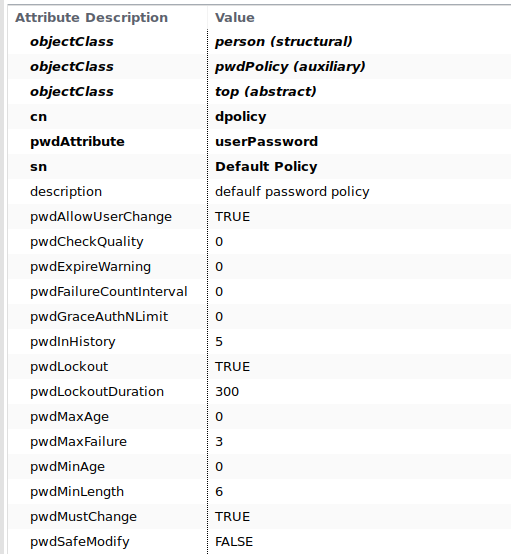 Attribute Description Value
objectClass person (structural)
objectClass pwdPolicy (auxiliary)
objectClass top (abstract)
cn dpolicy
pwdAttribute userPassword
sn Default Policy
description defaulf password policy
pwdAllowUserChange TRUE
pwdCheckQuality 0
pwdExpireWarning 0
pwdFailureCountInterval 0
pwdGraceAuthNLimit 0
pwdInHistory 5
pwdLockout TRUE
pwdLockoutDuration 300
pwdMaxAge 0
pwdMaxFailure 3
pwdMinAge 0
pwdMinLength 6
pwdMustChange TRUE
pwdSafeModify FALSE